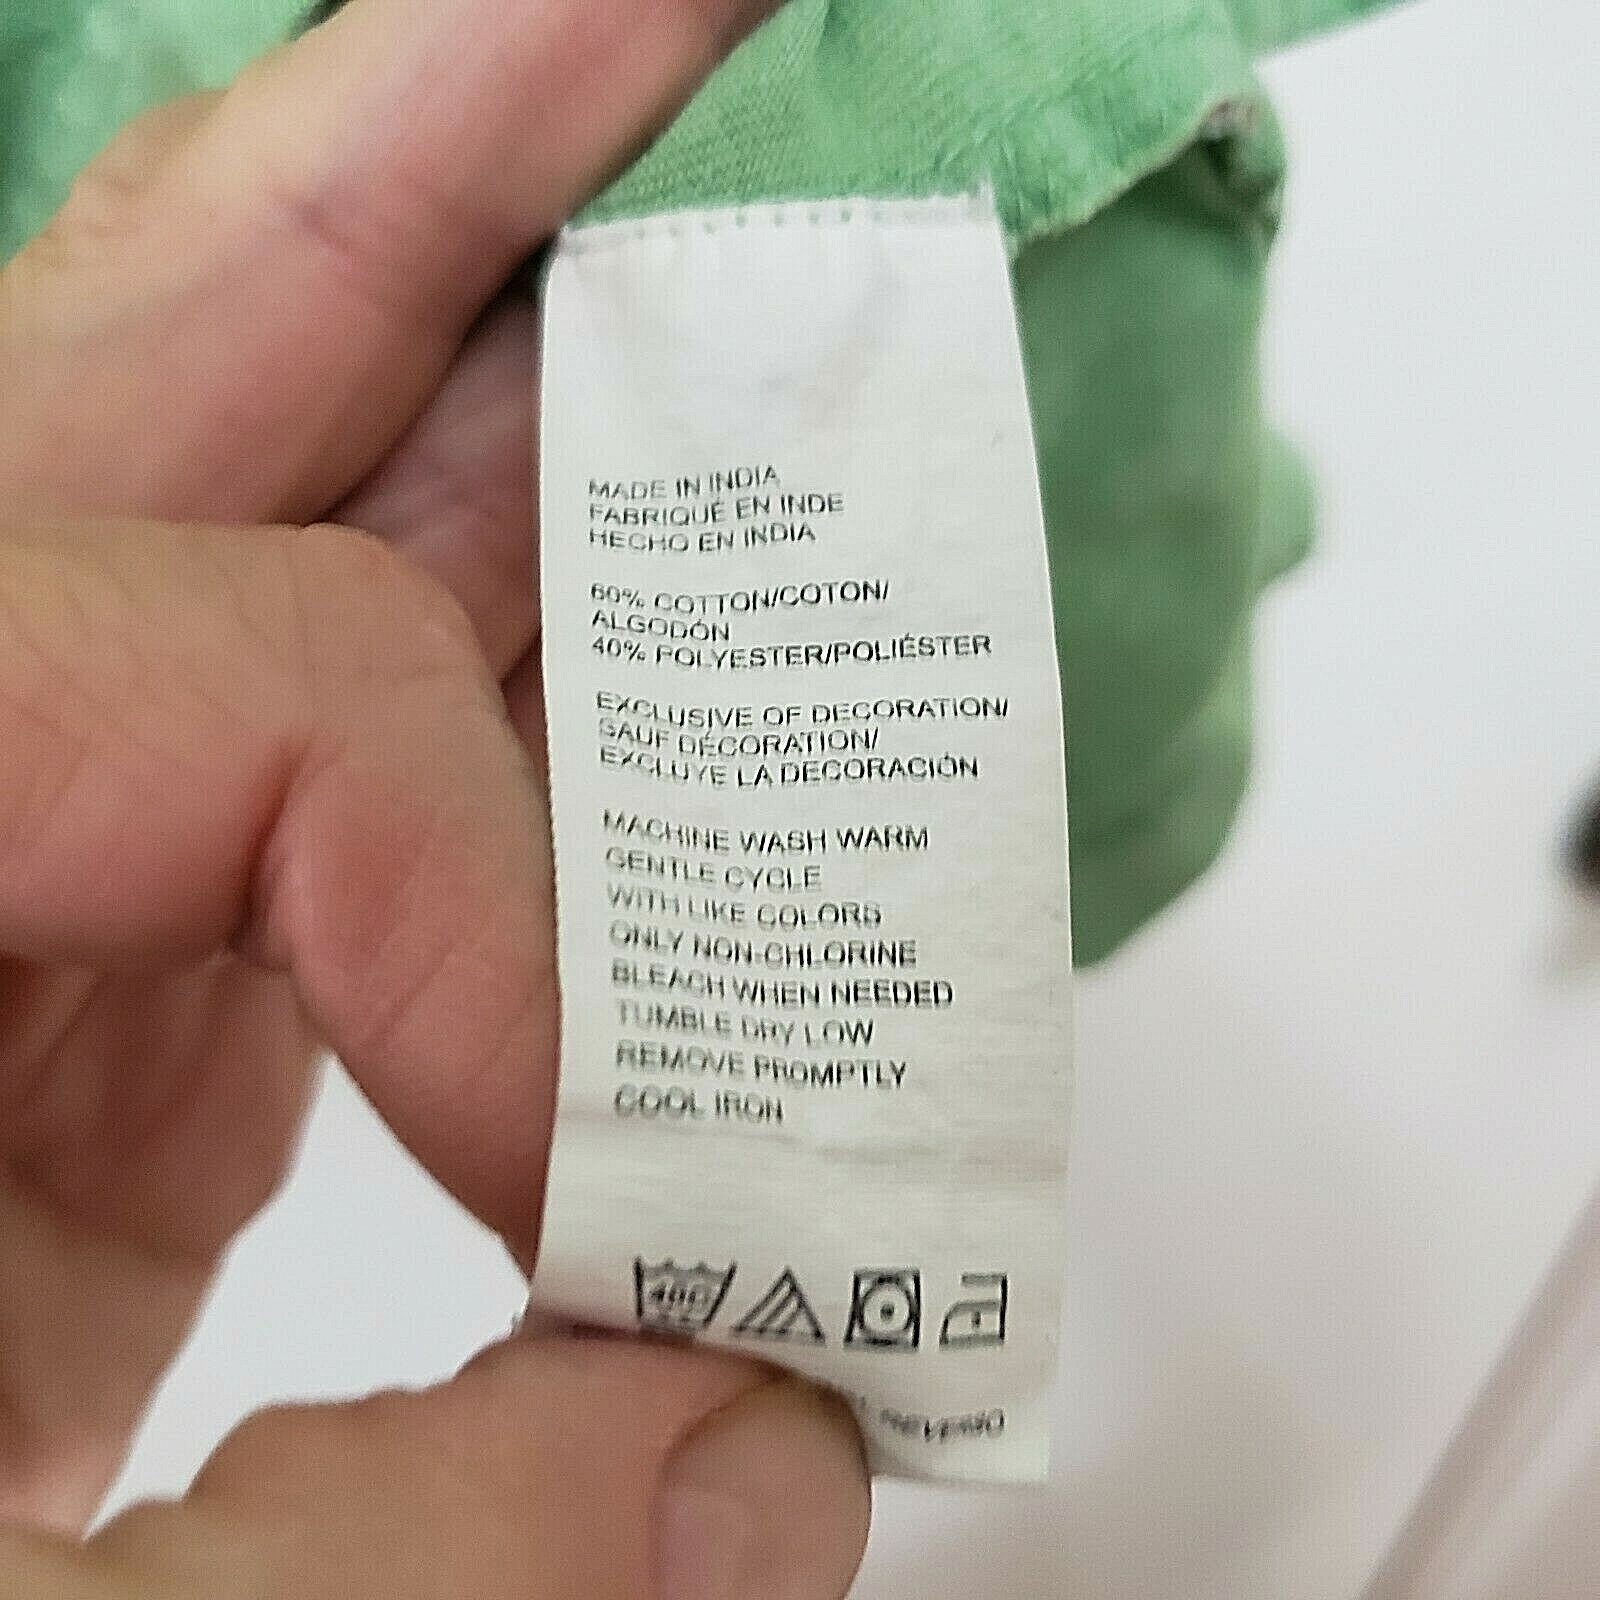 MADE IN INDIA
FABRIQUÉ EN INDE
HECHO EN INDIA
60% COTTON/COTON/
ALGODÓN
40% POLYESTER/POLIÉSTER
EXCLUSIVE OF DECORATION/
SAUF DÉCORATION/
EXCLUYE LA DECORACIÓN
MACHINE WASH WARM
GENTLE CYCLE
WITH LIKE COLORS
ONLY NON-CHLORINE
BLEACH WHEN NEEDED
TUMBLE DRY LOW
REMOVE PROMPTLY
COOL IRON